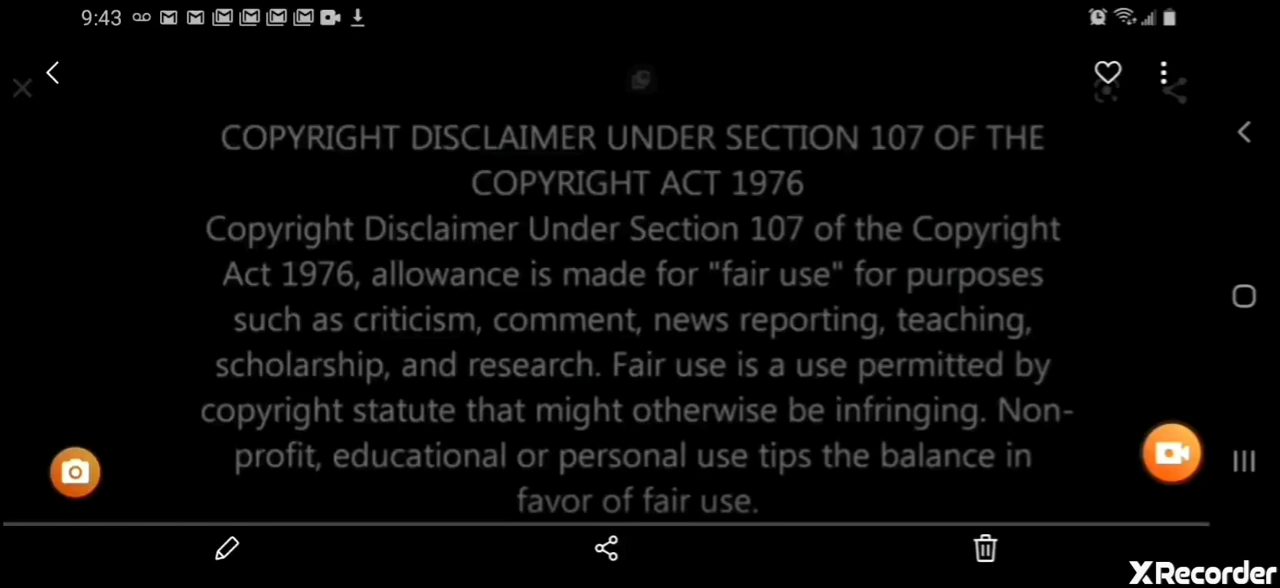 9:43
COPYRIGHT DISCLAIMER UNDER SECTION 107 OF THE
COPYRIGHT ACT 1976
Copyright Disclaimer Under Section 107 of the Copyright
Act 1976, allowance is made for "fair use" for purposes
such as criticism, comment, news reporting, teaching,
scholarship, and research. Fair use is a use permitted by
copyright statute that might otherwise be infringing. Non-
profit, educational or personal use tips the balance in
favor of fair use.
XRecorder